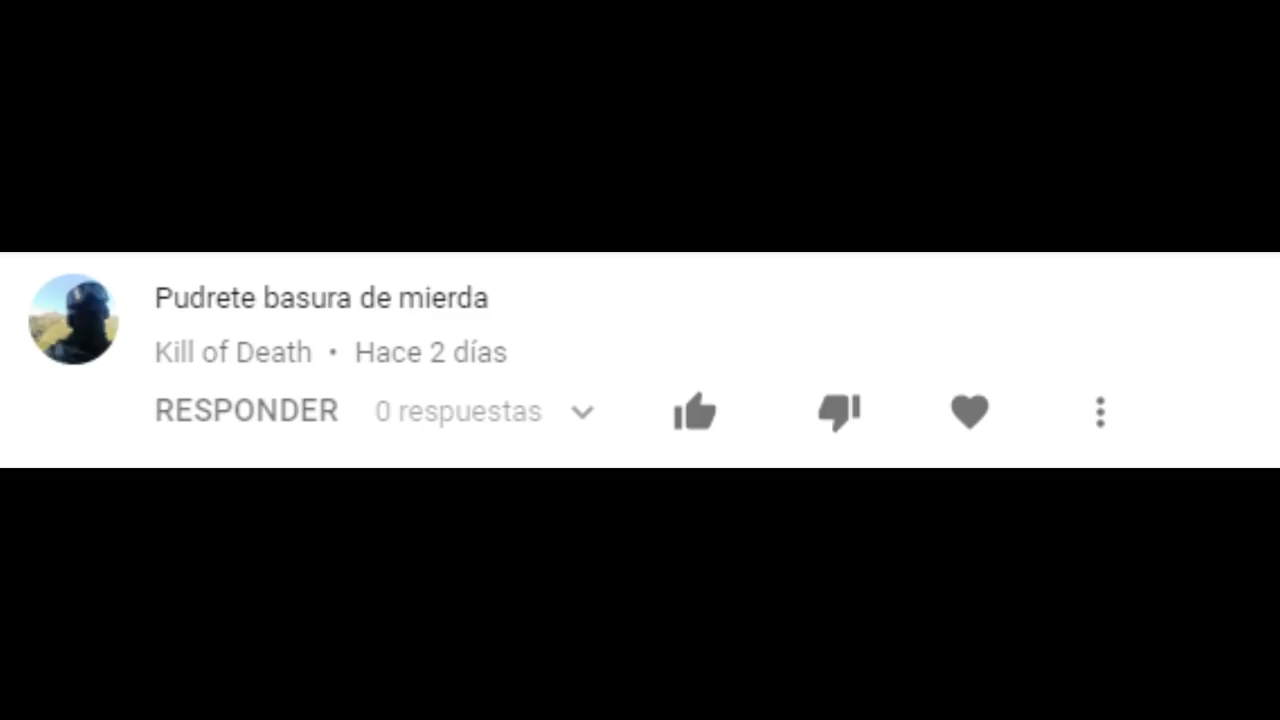 Pudrete basura de mierda
Kill of Death • Hace 2 días
RESPONDER 0 respuestas